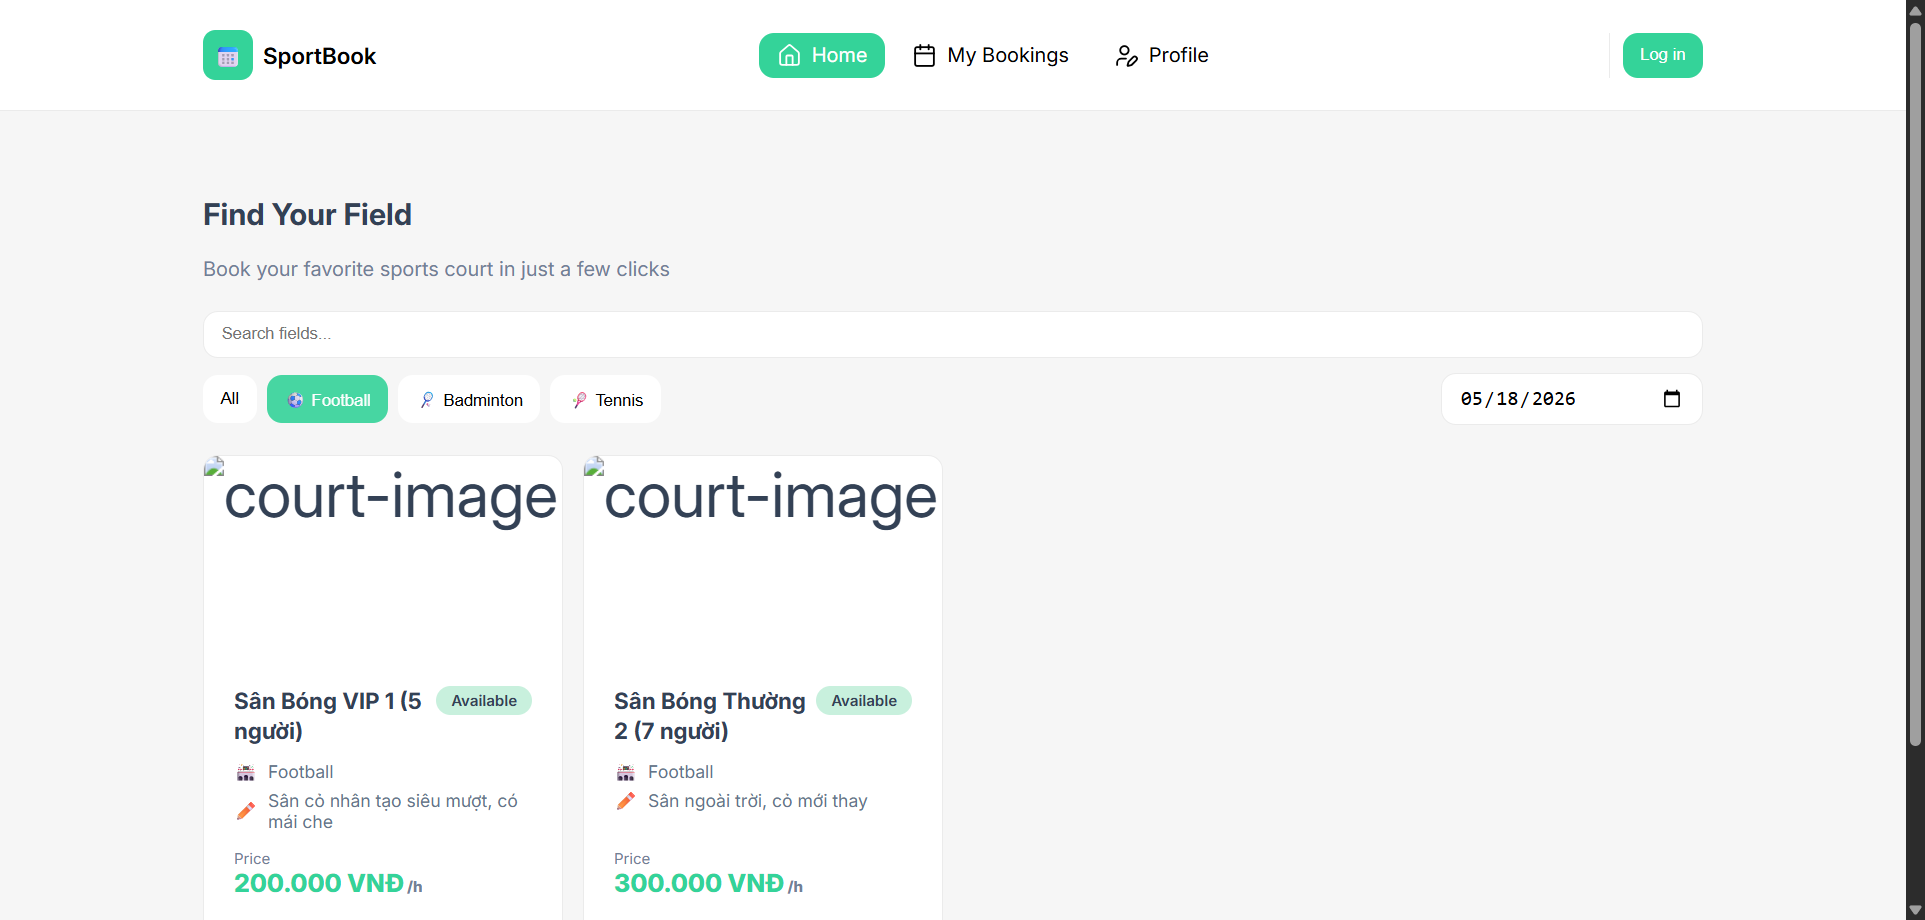 SportBook
Home
My Bookings
Profile
Log in
Find Your Field
Book your favorite sports court in just a few clicks
Search fields...
All
Football
Badminton
Tennis
05/18/2026
court-image
court-image
Sân Bóng VIP 1 (5
người)
Available
Football
Sân cỏ nhân tạo siêu mượt, có
mái che
Price
200.000 VNĐ /h
Sân Bóng Thường
2 (7 người)
Available
Football
Sân ngoài trời, cỏ mới thay
Price
300.000 VNĐ /h